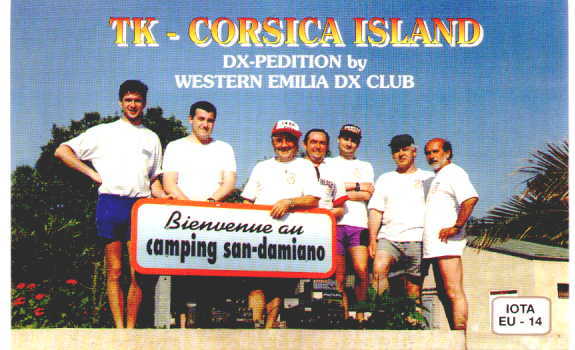 TK - CORSICA ISLAND
DX-PEDITION by
WESTERN EMILIA DX CLUB
Bienvenue au
camping san-damiano
IOTA
EU - 14